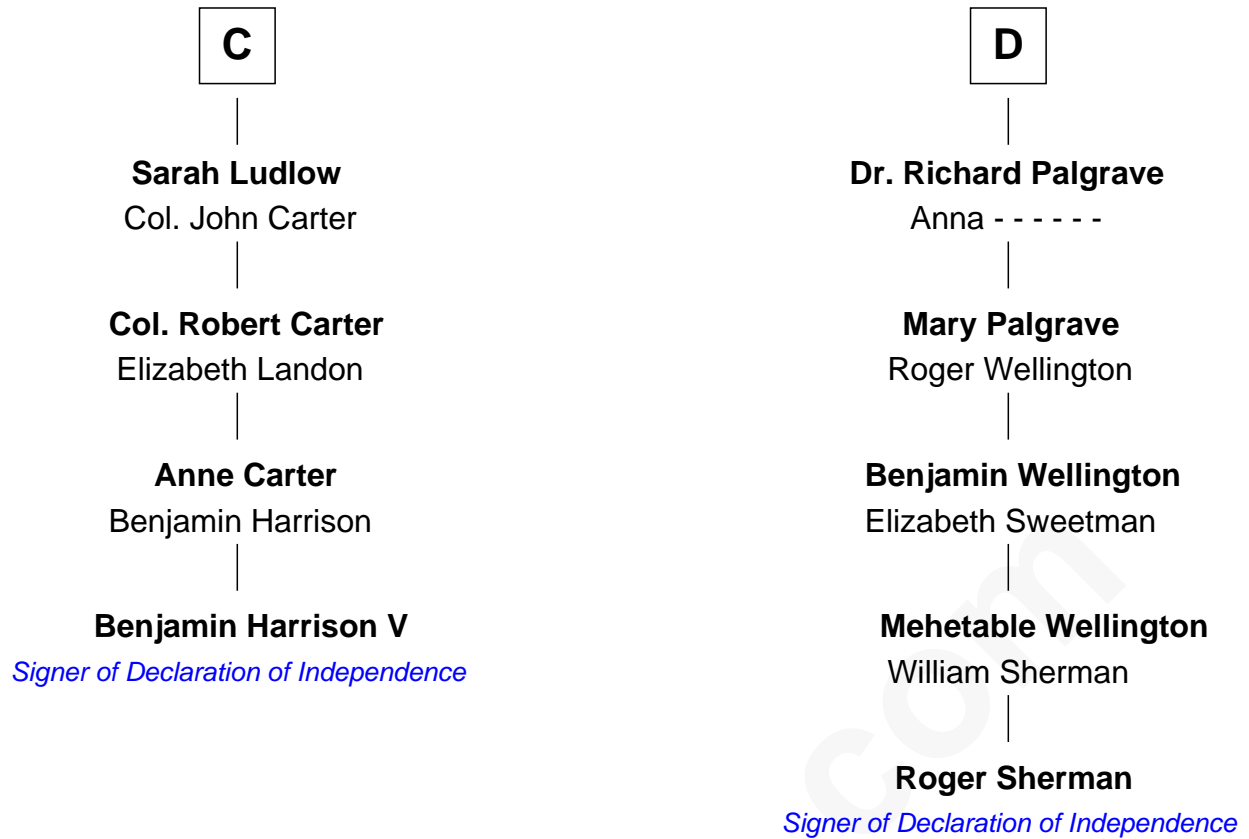 C
Sarah Ludlow
Col. John Carter
Col. Robert Carter
Elizabeth Landon
Anne Carter
Benjamin Harrison
Benjamin Harrison V
Signer of Declaration of Independence
D
Dr. Richard Palgrave
Anna - - - - - -
Mary Palgrave
Roger Wellington
Benjamin Wellington
Elizabeth Sweetman
Mehetable Wellington
William Sherman
Roger Sherman
Signer of Declaration of Independence
com